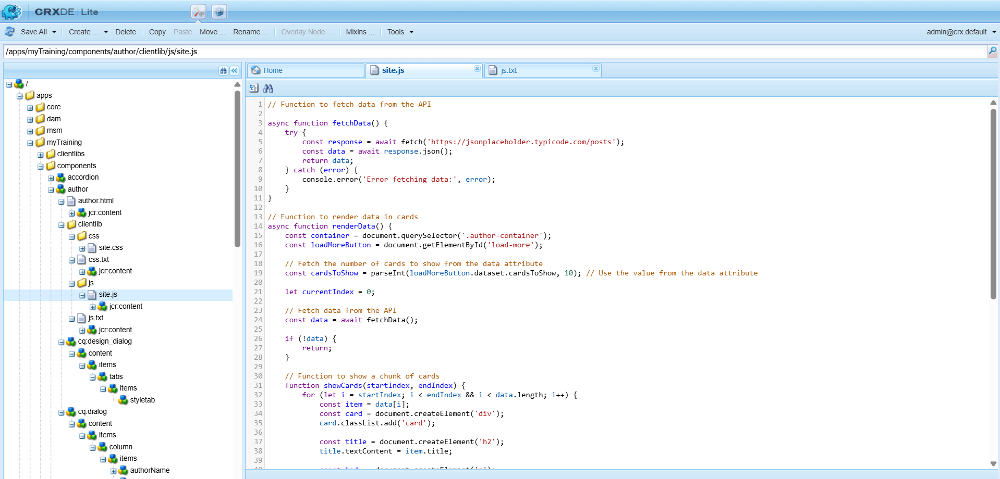 CRXDE | Lite
Save All Create ... Delete Copy Paste Move ... Rename ... Overlay Node ... Mixins ... Tools admin@crx.default
/apps/myTraining/components/author/clientlib/js/site.js
Home site.js js.txt
/
apps
core
dam
msm
myTraining
clientlibs
components
accordion
author
author.html
jcr:content
clientlib
css
site.css
css.txt
jcr:content
js
site.js
jcr:content
js.txt
jcr:content
cq:design_dialog
content
items
tabs
items
styletab
cq:dialog
content
items
column
items
authorName
1 // Function to fetch data from the API
2
3 async function fetchData() {
4     try {
5         const response = await fetch('https://jsonplaceholder.typicode.com/posts');
6         const data = await response.json();
7         return data;
8     } catch (error) {
9         console.error('Error fetching data:', error);
10     }
11 }
12
13 // Function to render data in cards
14 async function renderData() {
15     const container = document.querySelector('.author-container');
16     const loadMoreButton = document.getElementById('load-more');
17
18     // Fetch the number of cards to show from the data attribute
19     const cardsToShow = parseInt(loadMoreButton.dataset.cardsToShow, 10); // Use the value from the data attribute
20
21     let currentIndex = 0;
22
23     // Fetch data from the API
24     const data = await fetchData();
25
26     if (!data) {
27         return;
28     }
29
30     // Function to show a chunk of cards
31     function showCards(startIndex, endIndex) {
32         for (let i = startIndex; i < endIndex && i < data.length; i++) {
33             const item = data[i];
34             const card = document.createElement('div');
35             card.classList.add('card');
36
37             const title = document.createElement('h2');
38             title.textContent = item.title;
39